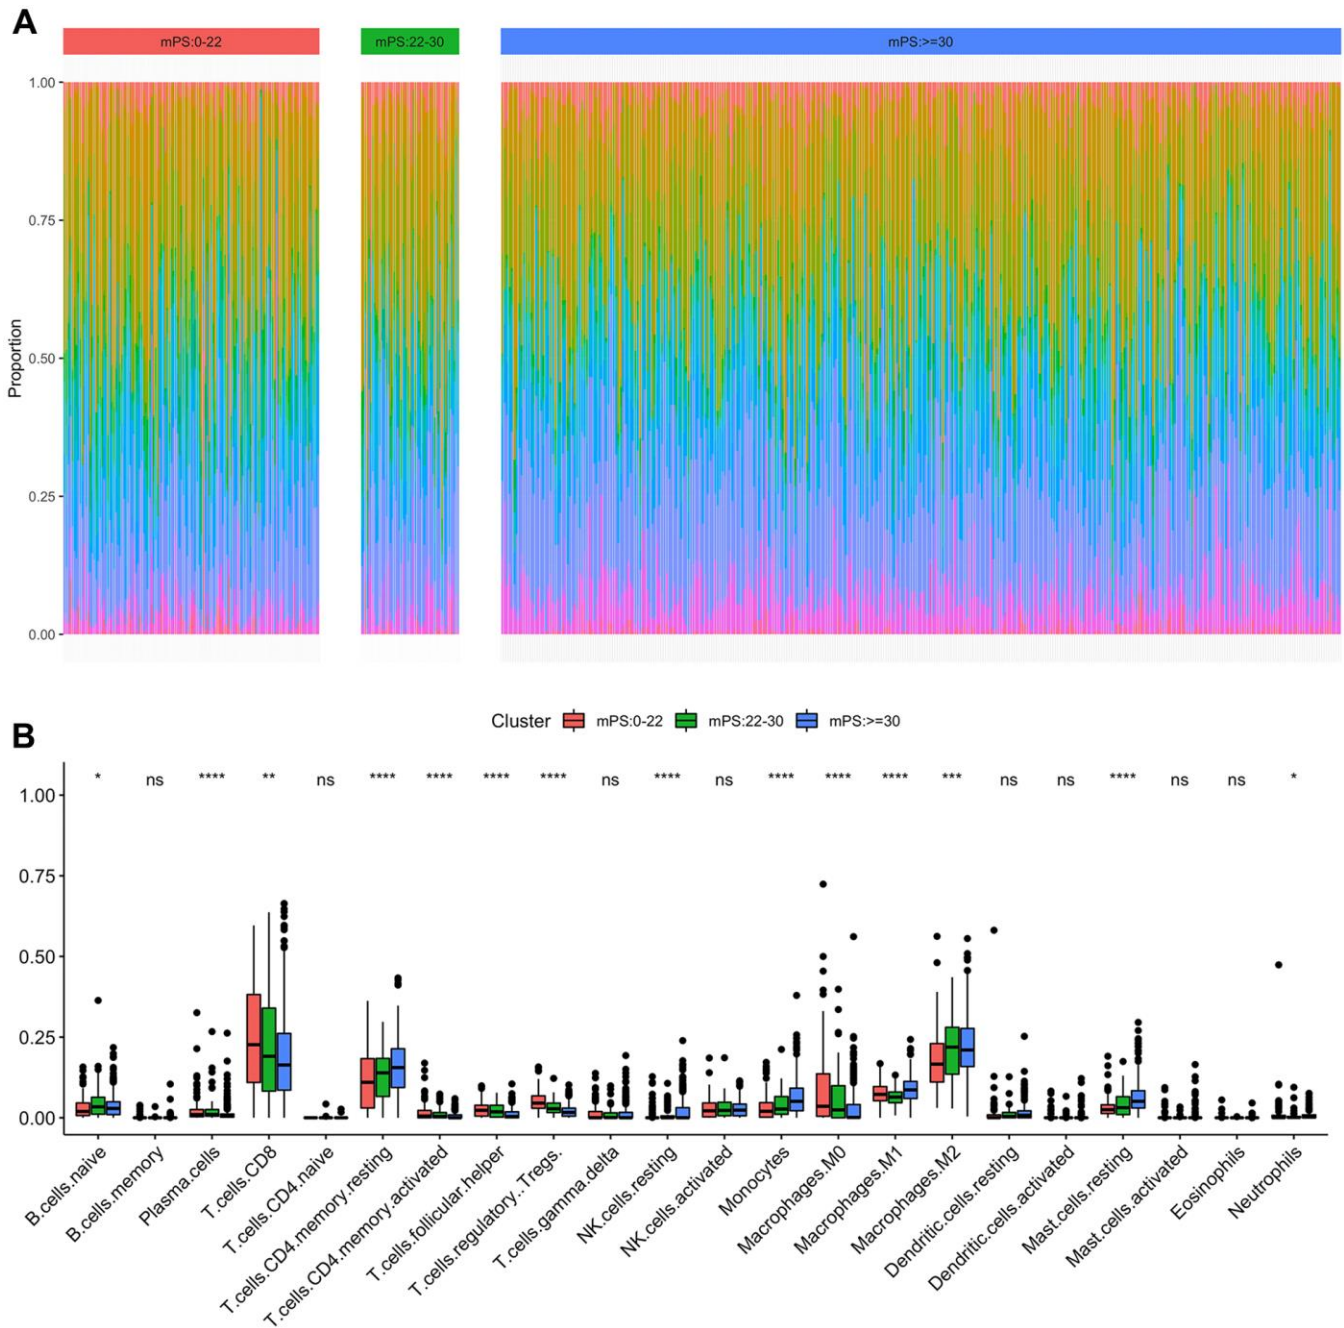 A
mPS:0-22 mPS:22-30 mPS:>=30
1.00
0.75
0.50
0.25
0.00
Proportion
Cluster mPS:0-22 mPS:22-30 mPS:>=30
B
* ns **** ** ns **** **** **** **** ns **** ns **** **** **** *** ns ns **** ns ns *
1.00
0.75
0.50
0.25
0.00
B.cells.naive
B.cells.memory
Plasma.cells
T.cells.CD8
T.cells.CD4.naive
T.cells.CD4.memory.resting
T.cells.CD4.memory.activated
T.cells.follicular.helper
T.cells.regulatory..Tregs.
T.cells.gamma.delta
NK.cells.resting
NK.cells.activated
Monocytes
Macrophages.M0
Macrophages.M1
Macrophages.M2
Dendritic.cells.resting
Dendritic.cells.activated
Mast.cells.resting
Mast.cells.activated
Eosinophils
Neutrophils